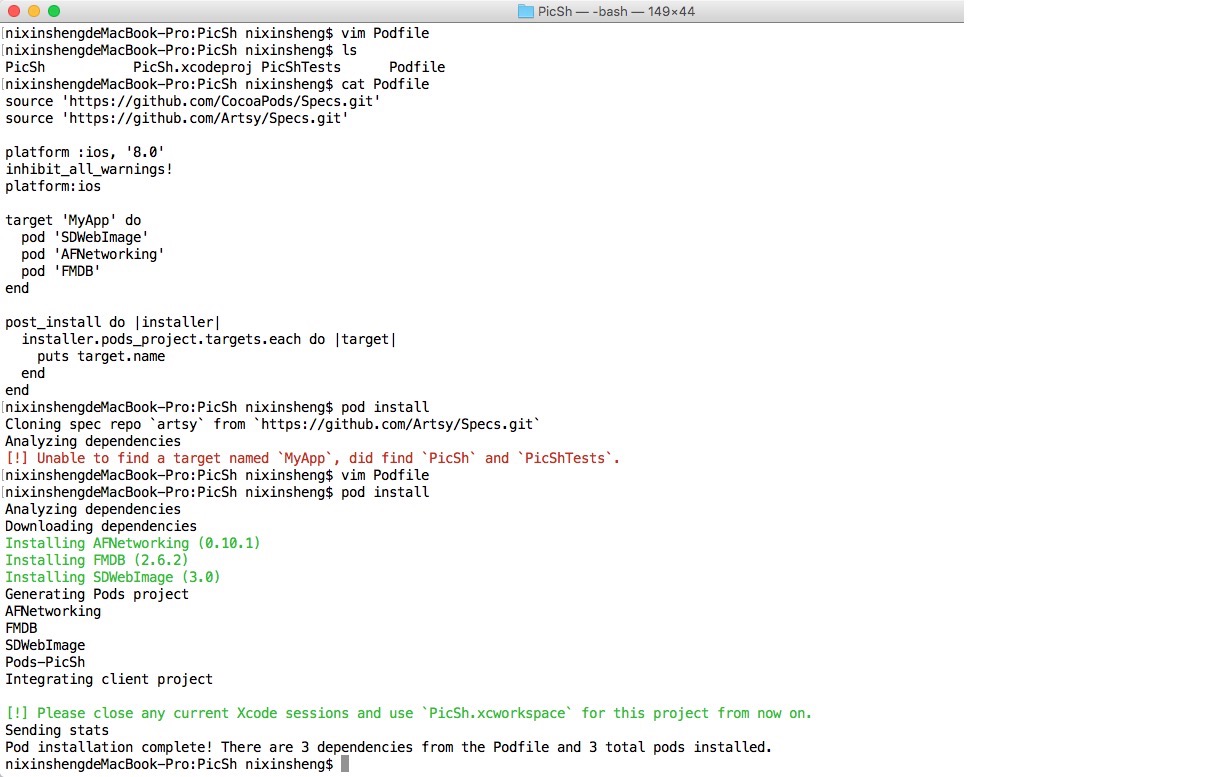 PicSh — -bash — 149×44
[nixinshengdeMacBook-Pro:PicSh nixinsheng$ vim Podfile
[nixinshengdeMacBook-Pro:PicSh nixinsheng$ ls
PicSh           PicSh.xcodeproj PicShTests      Podfile
[nixinshengdeMacBook-Pro:PicSh nixinsheng$ cat Podfile
source 'https://github.com/CocoaPods/Specs.git'
source 'https://github.com/Artsy/Specs.git'

platform :ios, '8.0'
inhibit_all_warnings!
platform:ios

target 'MyApp' do
  pod 'SDWebImage'
  pod 'AFNetworking'
  pod 'FMDB'
end

post_install do |installer|
  installer.pods_project.targets.each do |target|
    puts target.name
  end
end
[nixinshengdeMacBook-Pro:PicSh nixinsheng$ pod install
Cloning spec repo `artsy` from `https://github.com/Artsy/Specs.git`
Analyzing dependencies
[!] Unable to find a target named `MyApp`, did find `PicSh` and `PicShTests`.
[nixinshengdeMacBook-Pro:PicSh nixinsheng$ vim Podfile
[nixinshengdeMacBook-Pro:PicSh nixinsheng$ pod install
Analyzing dependencies
Downloading dependencies
Installing AFNetworking (0.10.1)
Installing FMDB (2.6.2)
Installing SDWebImage (3.0)
Generating Pods project
AFNetworking
FMDB
SDWebImage
Pods-PicSh
Integrating client project

[!] Please close any current Xcode sessions and use `PicSh.xcworkspace` for this project from now on.
Sending stats
Pod installation complete! There are 3 dependencies from the Podfile and 3 total pods installed.
nixinshengdeMacBook-Pro:PicSh nixinsheng$